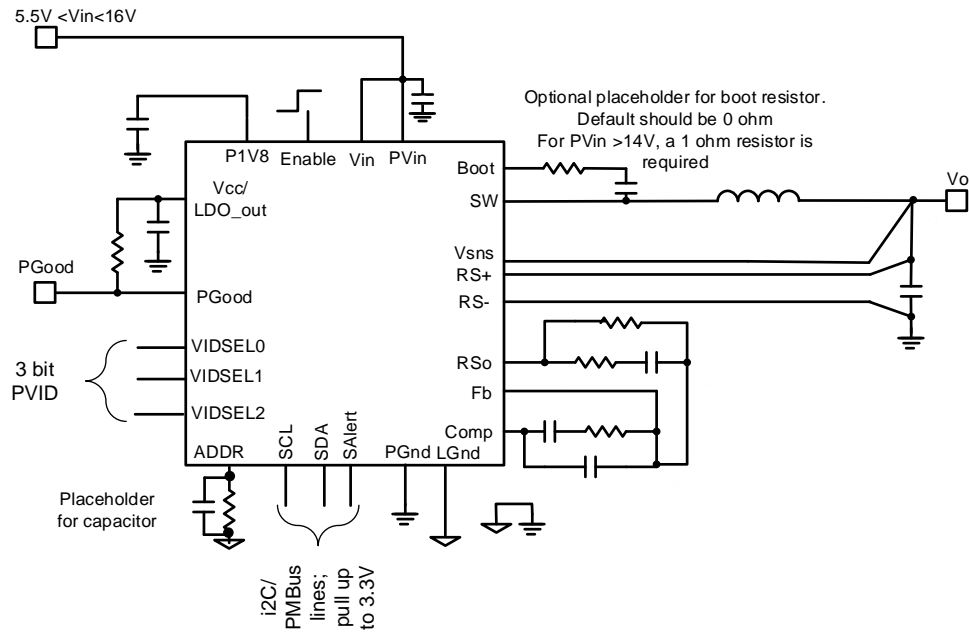 5.5V <Vin<16V
Optional placeholder for boot resistor.
Default should be 0 ohm
For PVin >14V, a 1 ohm resistor is
required
P1V8
Enable
Vin
PVin
Boot
Vcc/
LDO_out
SW
Vo
Vsns
RS+
RS-
PGood
PGood
VIDSEL0
3 bit
PVID
VIDSEL1
VIDSEL2
RSo
Fb
Comp
ADDR
SCL
SDA
SAlert
PGnd
LGnd
Placeholder
for capacitor
i2C/
PMBus
lines;
pull up
to 3.3V